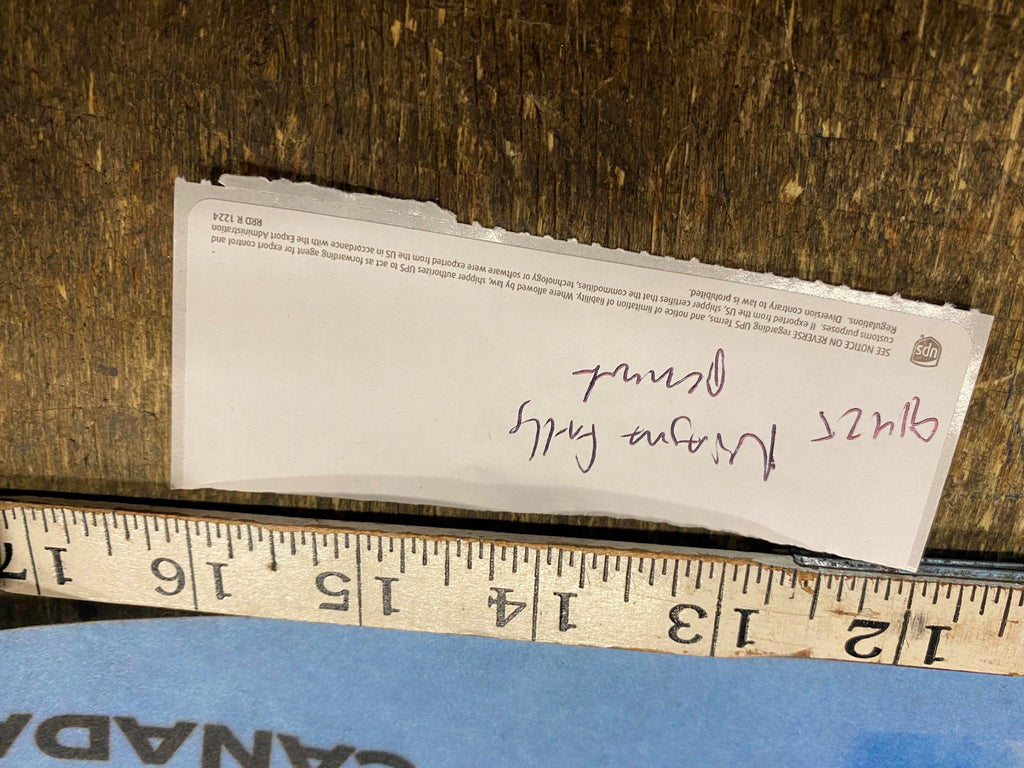 ups
SEE NOTICE ON REVERSE regarding UPS Terms, and notice of limitation of liability. Where allowed by law, shipper authorizes UPS to act as forwarding agent for export control and
customs purposes. If exported from the US, shipper certifies that the commodities, technology or software were exported from the US in accordance with the Export Administration
Regulations. Diversion contrary to law is prohibited.
RRD R 1224
91425
12 13 14 15 16 17
CANADA